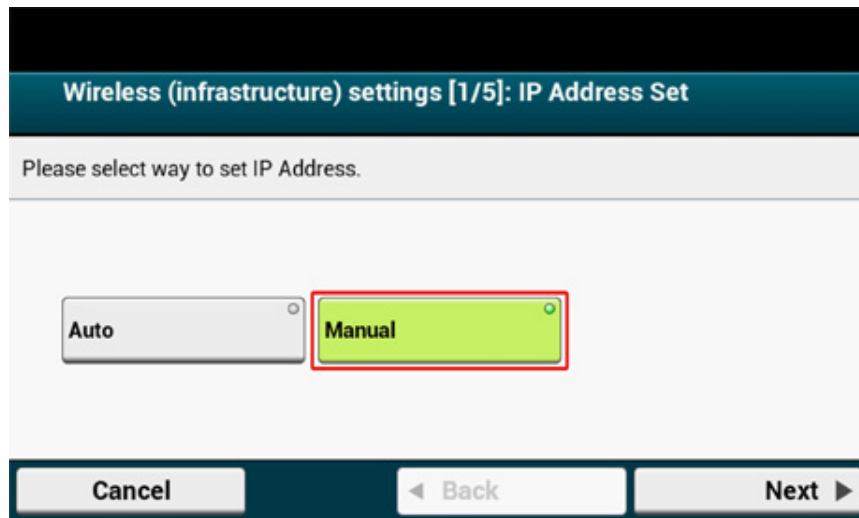 Wireless (infrastructure) settings [1/5]: IP Address Set
Please select way to set IP Address.
Auto
Manual
Cancel
Back
Next